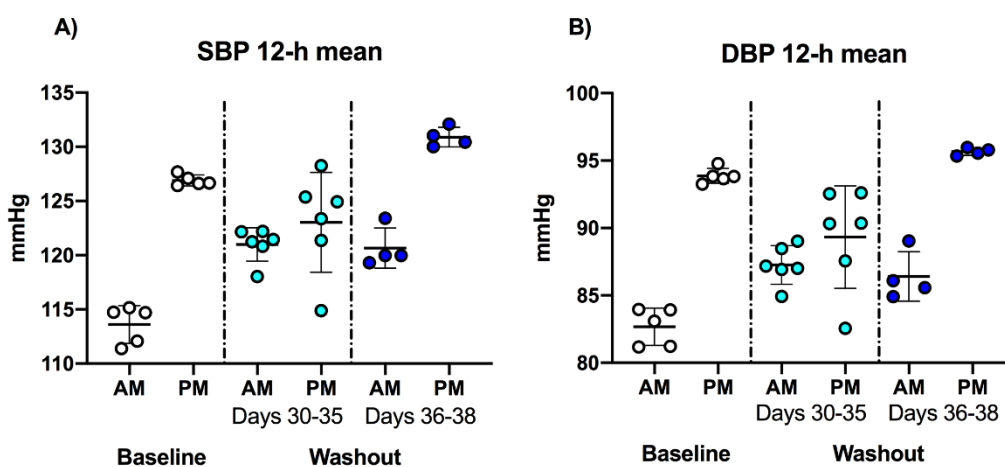 A)
SBP 12-h mean
mmHg
135
130
125
120
115
110
AM PM AM PM AM PM
Days 30-35 Days 36-38
Baseline Washout
B)
DBP 12-h mean
mmHg
100
95
90
85
80
AM PM AM PM AM PM
Days 30-35 Days 36-38
Baseline Washout